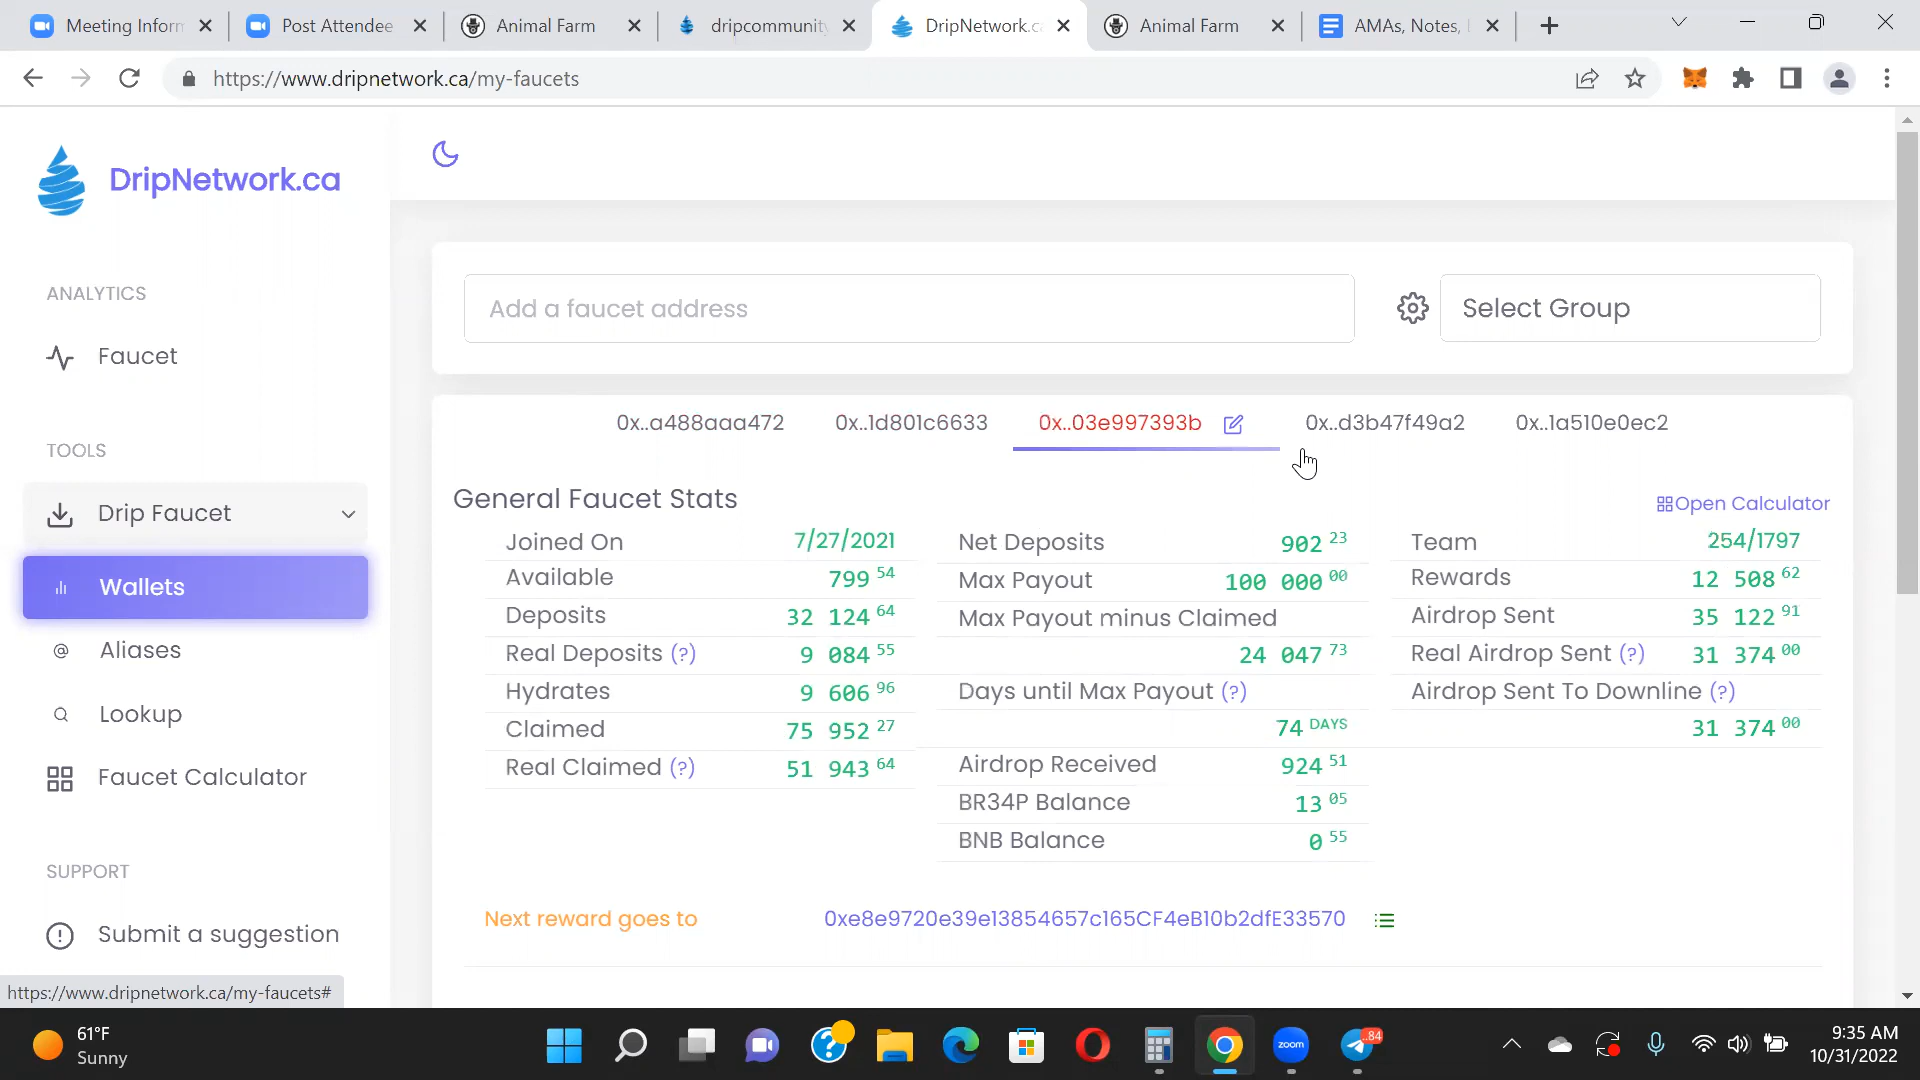 Meeting Inform
Post Attendee
Animal Farm
dripcommunity
DripNetwork.ca
Animal Farm
AMAs, Notes,
https://www.dripnetwork.ca/my-faucets
DripNetwork.ca
ANALYTICS
Faucet
TOOLS
Drip Faucet
Wallets
@ Aliases
Lookup
Faucet Calculator
SUPPORT
Submit a suggestion
https://www.dripnetwork.ca/my-faucets#
Add a faucet address
Select Group
0x..a488aaa472
0x..1d801c6633
0x..03e997393b
0x..d3b47f49a2
0x..1a510e0ec2
General Faucet Stats
Open Calculator
Joined On 7/27/2021
Available 799 54
Deposits 32 124 64
Real Deposits (?) 9 084 55
Hydrates 9 606 96
Claimed 75 952 27
Real Claimed (?) 51 943 64
Net Deposits 902 23
Max Payout 100 000 00
Max Payout minus Claimed
24 047 73
Days until Max Payout (?)
74 DAYS
Airdrop Received 924 51
BR34P Balance 13 05
BNB Balance 0 55
Team 254/1797
Rewards 12 508 62
Airdrop Sent 35 122 91
Real Airdrop Sent (?) 31 374 00
Airdrop Sent To Downline (?)
31 374 00
Next reward goes to 0xe8e9720e39e13854657c165CF4eB10b2dfE33570
61°F
Sunny
zoom
84
9:35 AM
10/31/2022